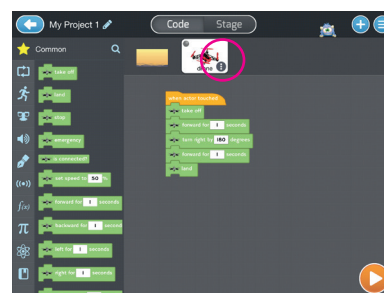 My Project 1
Code
Stage
Common
take off
land
stop
emergency
is connected?
set speed to 50 %
forward for 1 seconds
backward for 1 second
left for 1 seconds
right for 1 seconds
f(x)
π
drone
when actor touched
take off
forward for 1 seconds
turn right to 180 degrees
forward for 1 seconds
land